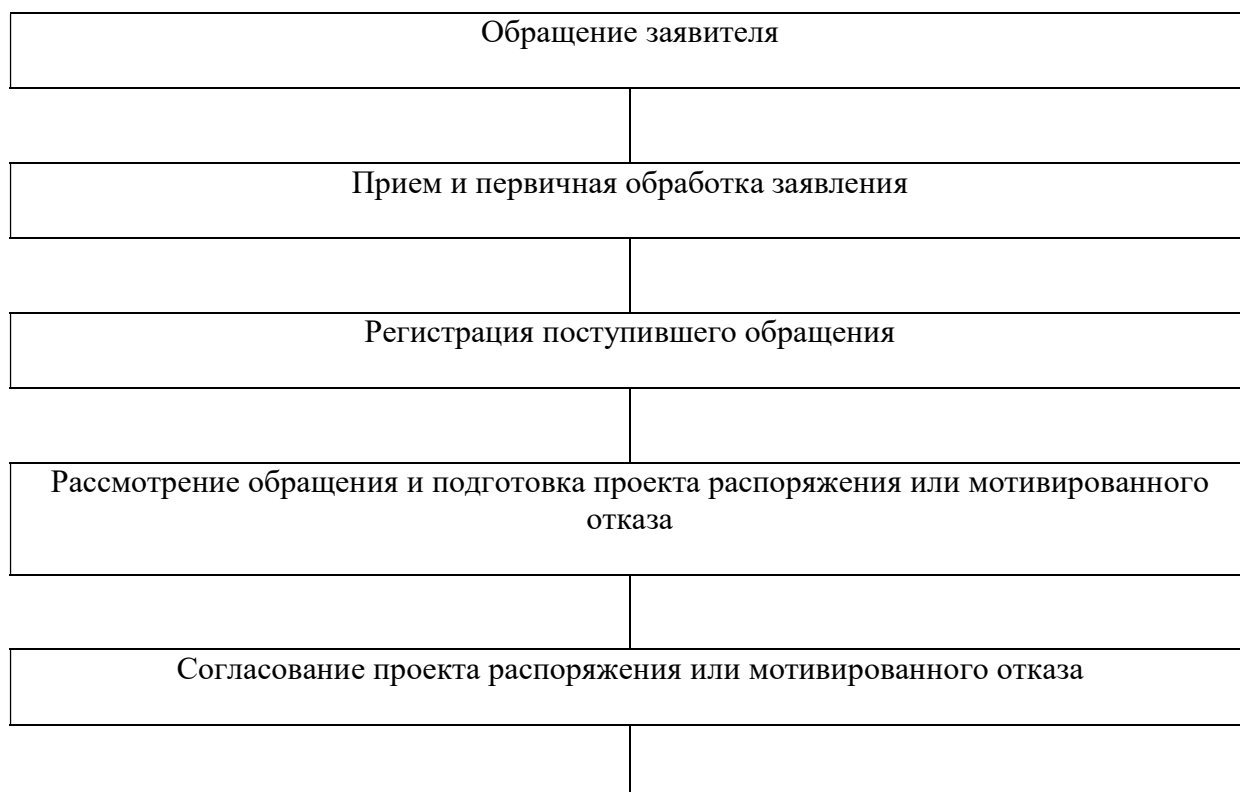 Обращение заявителя
Прием и первичная обработка заявления
Регистрация поступившего обращения
Рассмотрение обращения и подготовка проекта распоряжения или мотивированного
отказа
Согласование проекта распоряжения или мотивированного отказа